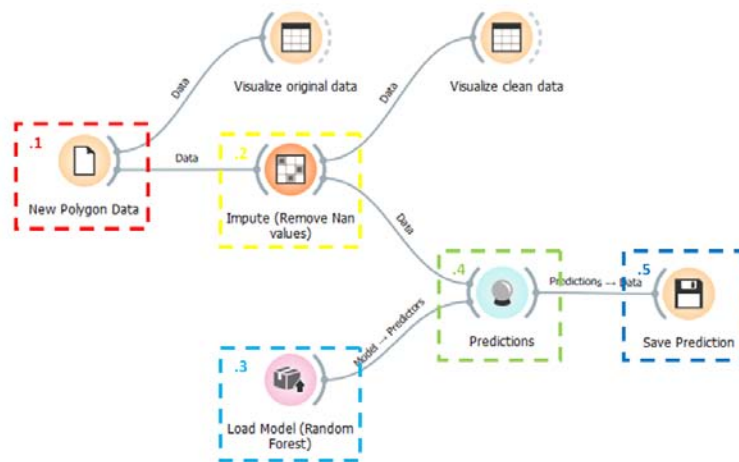 Visualize original data
Visualize clean data
Data
Data
.1
New Polygon Data
Data
.2
Impute (Remove Nan
values)
Data
.3
Load Model (Random
Forest)
Model → Predictors
.4
Predictions
Predictions → Data
.5
Save Prediction